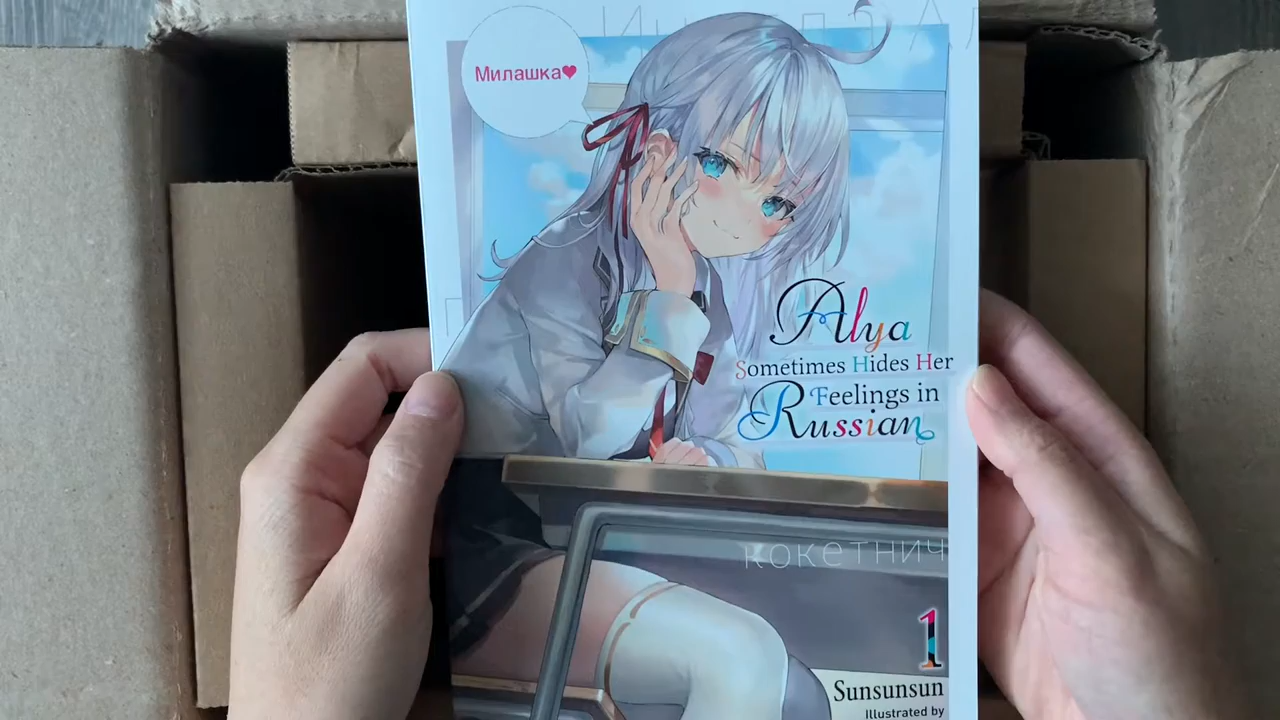 Милашка♥
Alya
Sometimes Hides Her
Feelings in
Russian
кокетнич
1
Sunsunsun
Illustrated by